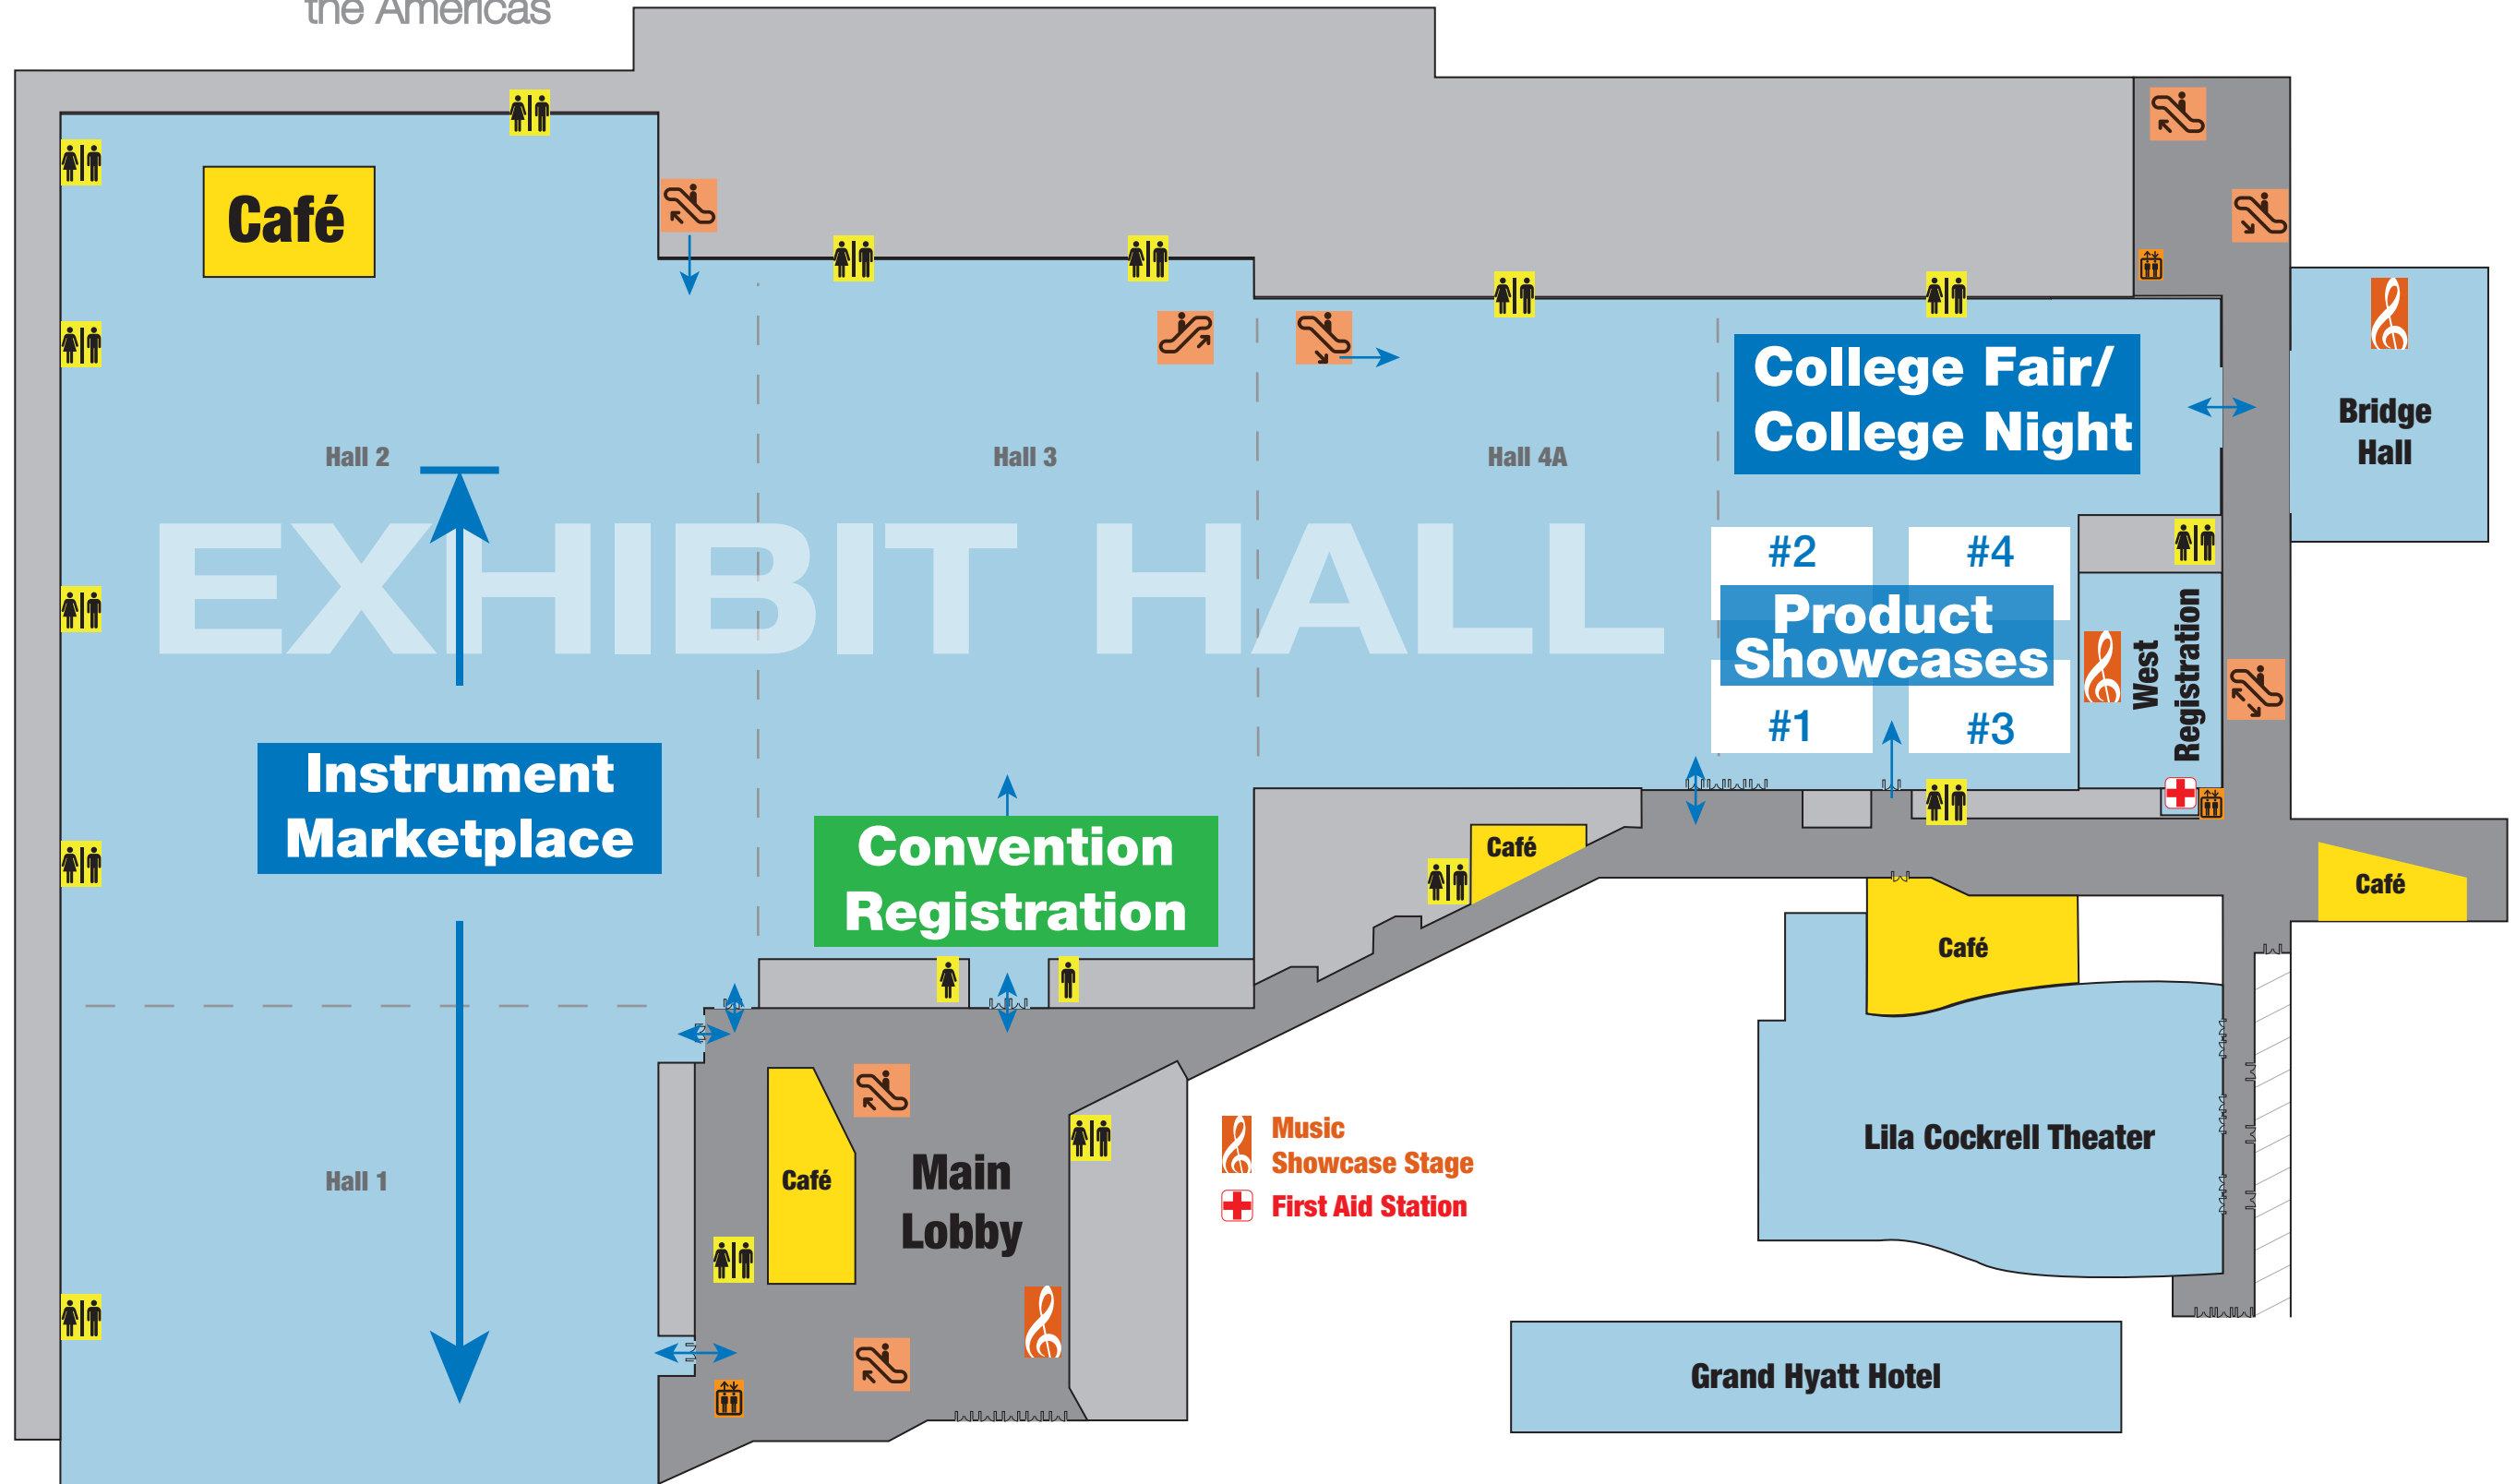 the Americas
Café
College Fair/
College Night
Bridge
Hall
Hall 2
Hall 3
Hall 4A
EXHIBIT HALL
#2
#4
Product
Showcases
#1
#3
West
Registration
Instrument
Marketplace
Convention
Registration
Café
Café
Café
Hall 1
Café
Main
Lobby
Music
Showcase Stage
First Aid Station
Lila Cockrell Theater
Grand Hyatt Hotel